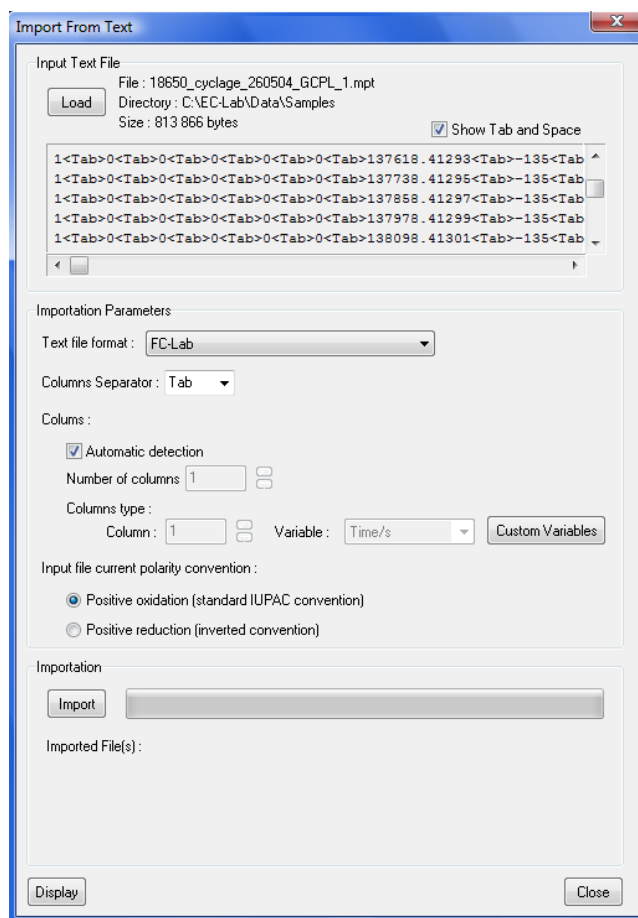 Import From Text
Input Text File
File : 18650_cyclage_260504_GCPL_1.mpt
Load
Directory : C:\EC-Lab\Data\Samples
Size : 813 866 bytes
Show Tab and Space
1<Tab>0<Tab>0<Tab>0<Tab>0<Tab>0<Tab>137618.41293<Tab>-135<Tab
1<Tab>0<Tab>0<Tab>0<Tab>0<Tab>0<Tab>137738.41295<Tab>-135<Tab
1<Tab>0<Tab>0<Tab>0<Tab>0<Tab>0<Tab>137858.41297<Tab>-135<Tab
1<Tab>0<Tab>0<Tab>0<Tab>0<Tab>0<Tab>137978.41299<Tab>-135<Tab
1<Tab>0<Tab>0<Tab>0<Tab>0<Tab>0<Tab>138098.41301<Tab>-135<Tab
Importation Parameters
Text file format : FC-Lab
Columns Separator : Tab
Colums :
Automatic detection
Number of columns 1
Columns type :
Column : 1 Variable : Time/s Custom Variables
Input file current polarity convention :
Positive oxidation (standard IUPAC convention)
Positive reduction (inverted convention)
Importation
Import
Imported File(s) :
Display Close